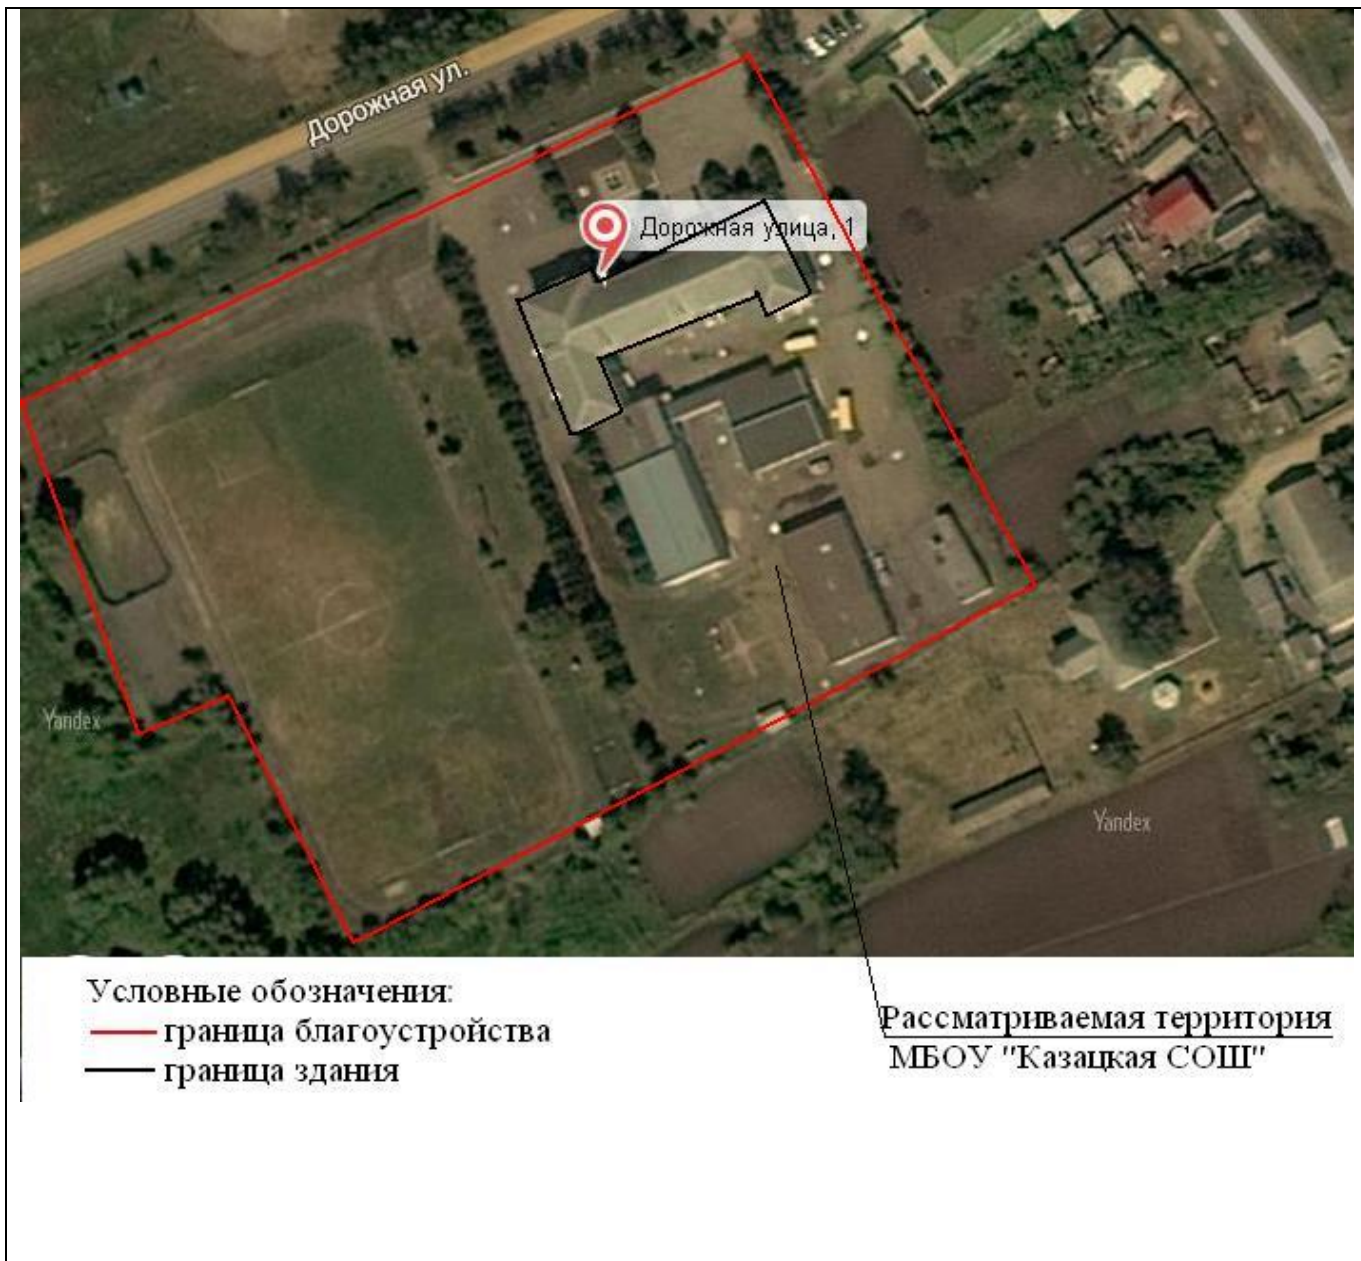 Дорожная ул.
Дорожная улица, 1
Yandex
Yandex
Условные обозначения:
граница благоустройства
граница здания
Рассматриваемая территория
МБОУ "Казацкая СОШ"